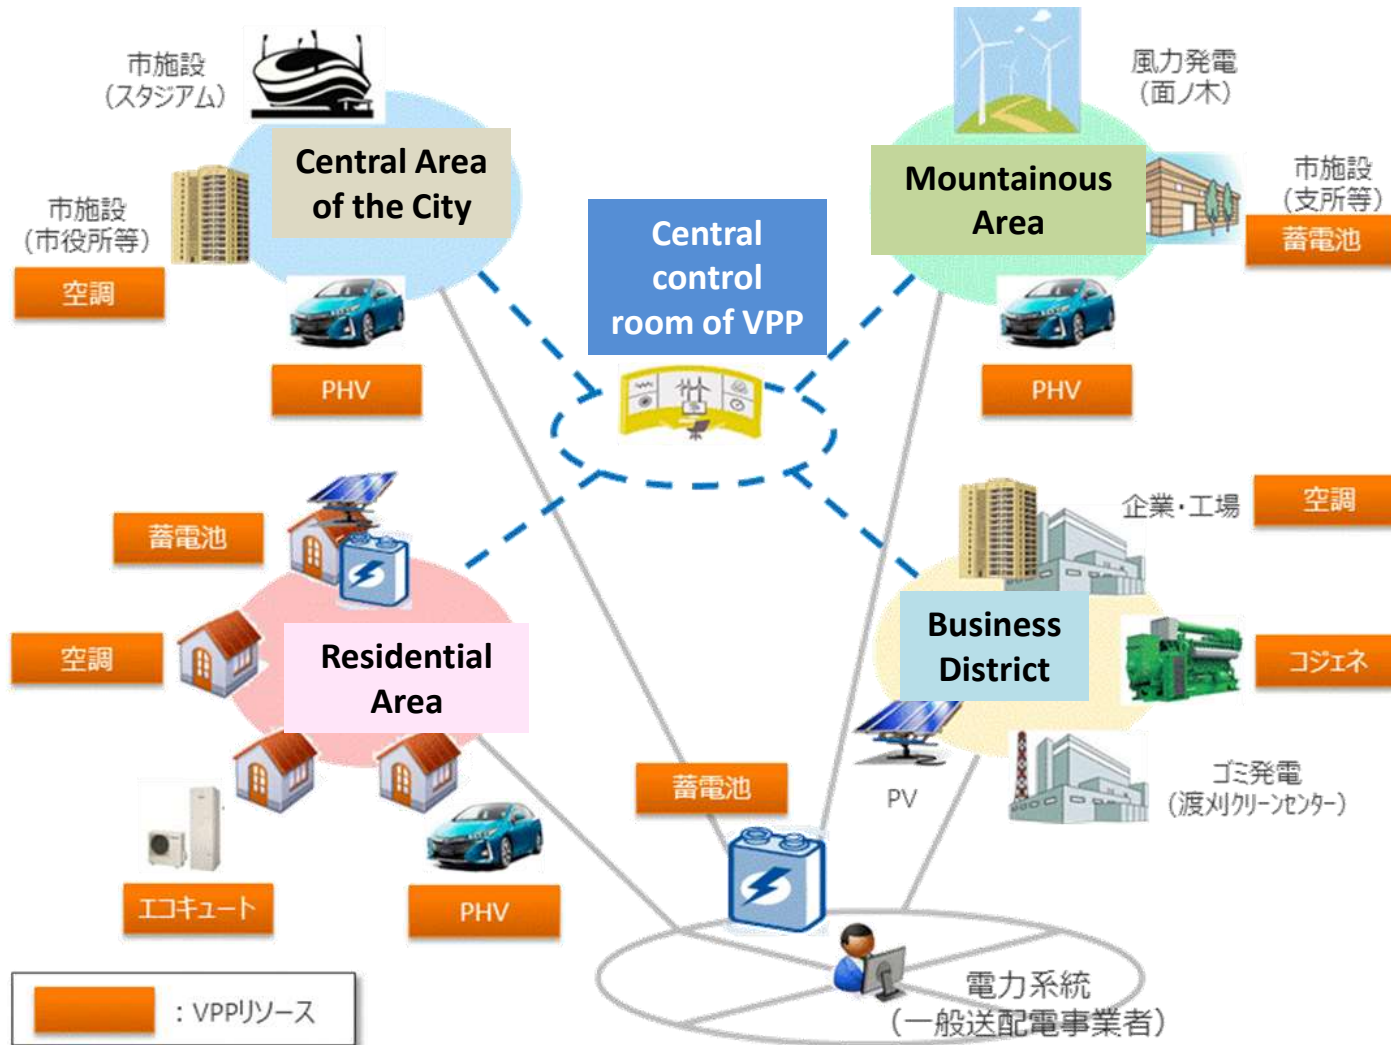 市施設
(スタジアム)
風力発電
(面ノ木)
Central Area
of the City
Mountainous
Area
市施設
(市役所等)
市施設
(支所等)
Central
control
room of VPP
空調
蓄電池
PHV
PHV
蓄電池
企業・工場
空調
空調
Residential
Area
Business
District
コジェネ
蓄電池
PV
ゴミ発電
(渡刈クリーンセンター)
エコキュート
PHV
電力系統
(一般送配電事業者)
：VPPリソース